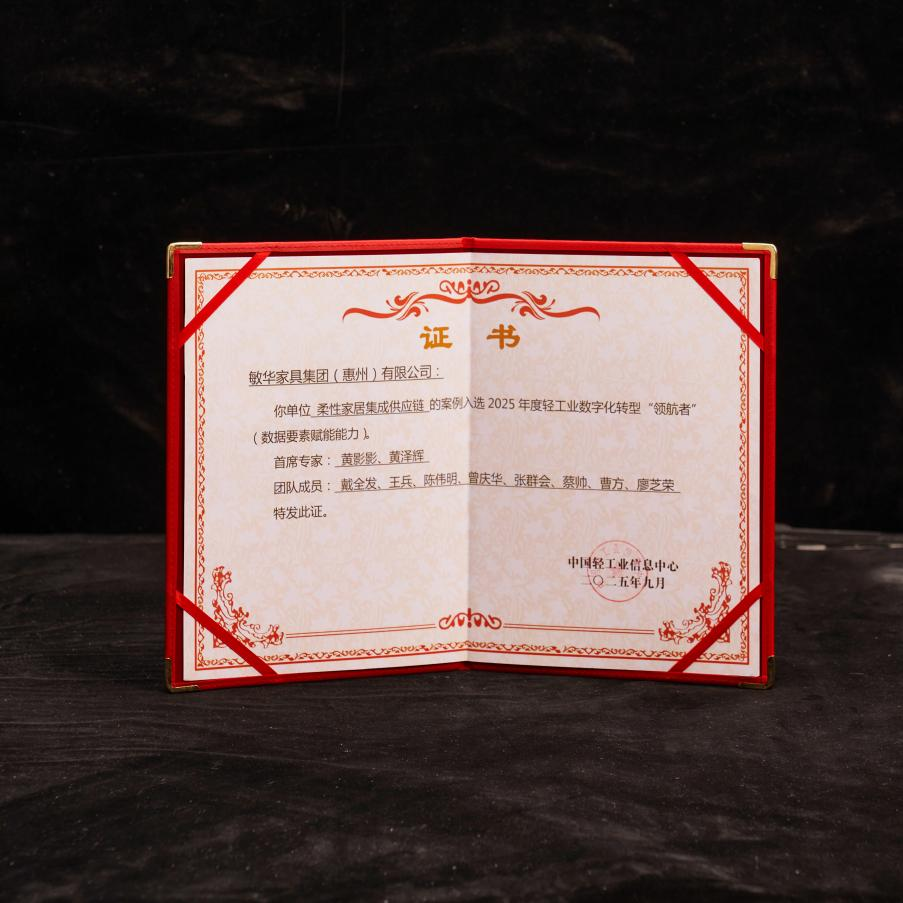 证 书
敏华家具集团（惠州）有限公司：
你单位 柔性家居集成供应链 的案例入选 2025 年度轻工业数字化转型 “领航者”
（数据要素赋能能力）。
首席专家： 黄影影、黄泽辉
团队成员： 戴全发、王兵、陈伟明、曾庆华、张群会、蔡帅、曹方、廖芝荣
特发此证。
中国轻工业信息中心
二〇二五年九月